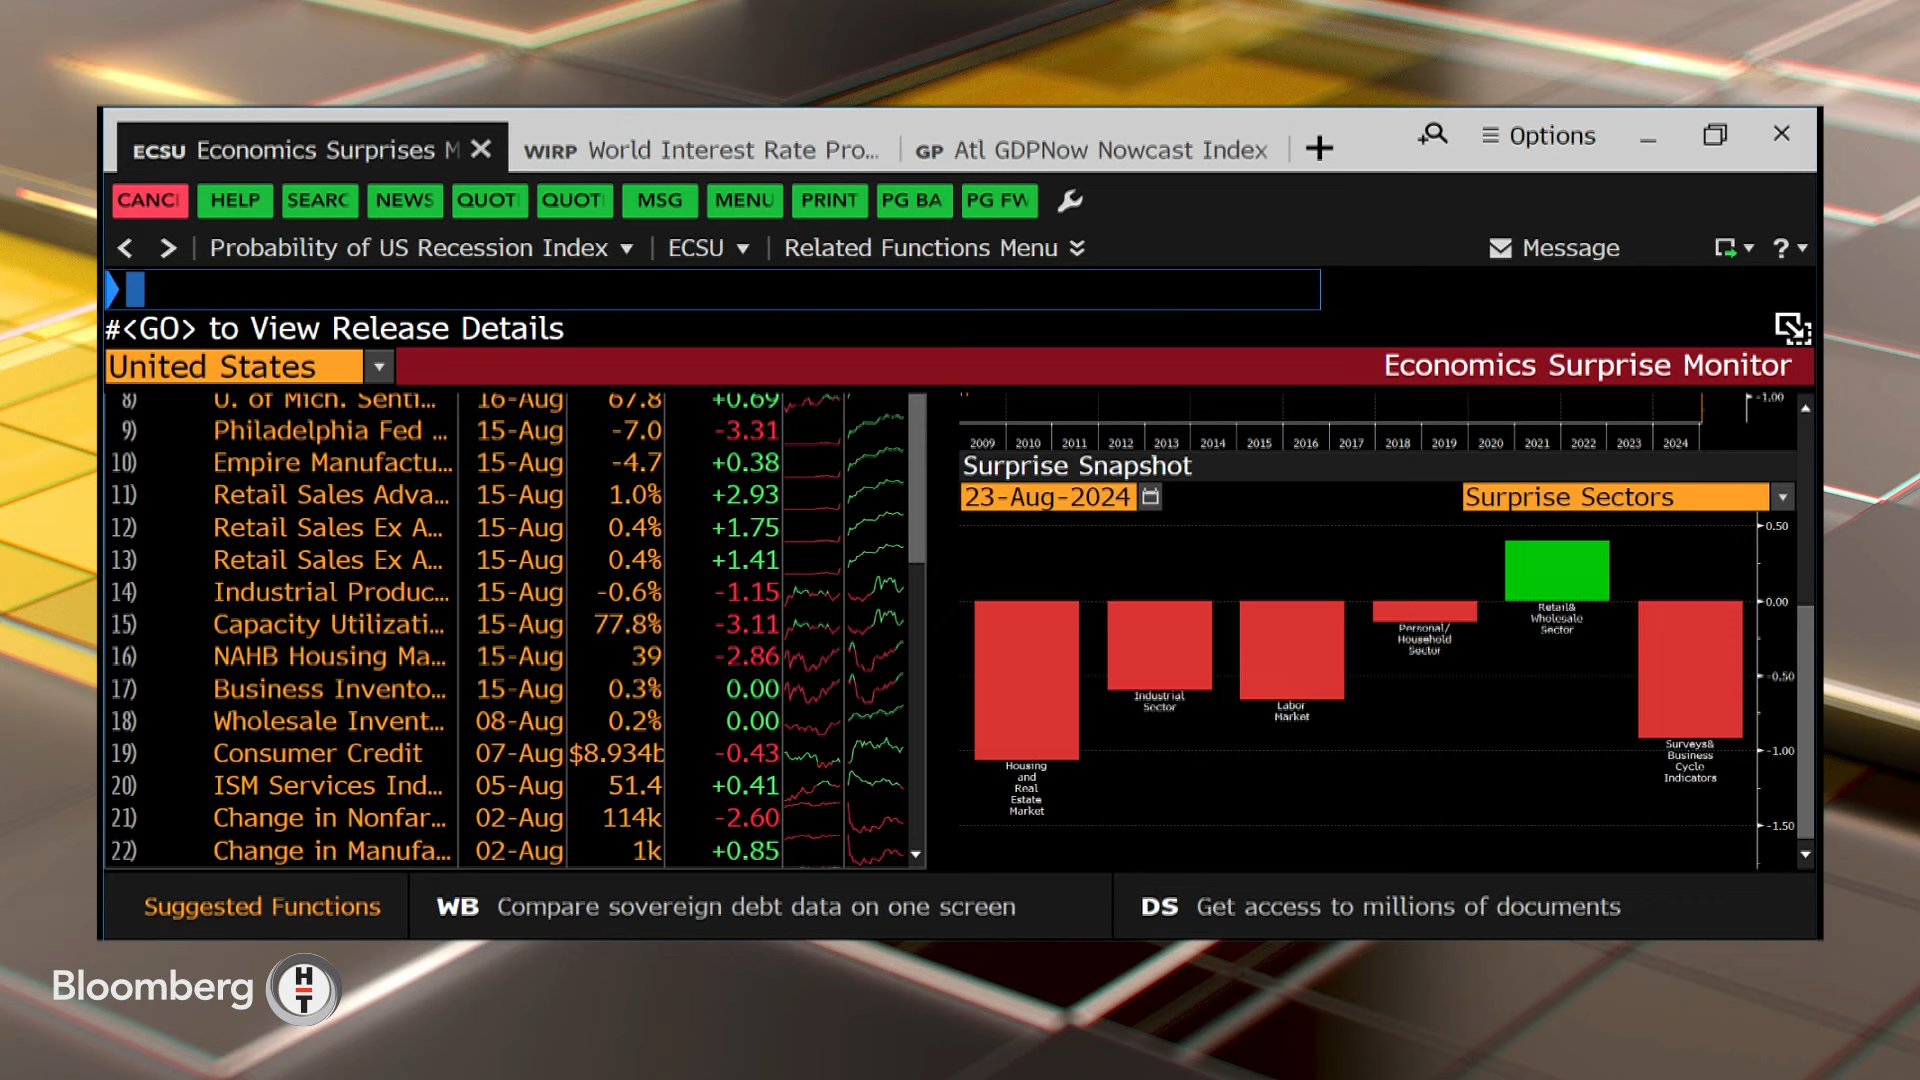 ECSU Economics Surprises M
WIRP World Interest Rate Pro...
GP Atl GDPNow Nowcast Index
Options
CANCI HELP SEARC NEWS QUOT QUOT MSG MENU PRINT PG BA PG FW
Probability of US Recession Index ECSU Related Functions Menu
Message
?
#<GO> to View Release Details
United States
Economics Surprise Monitor
8) U. of Mich. Senti... 16-Aug 67.8 +0.69
9) Philadelphia Fed ... 15-Aug -7.0 -3.31
10) Empire Manufactu... 15-Aug -4.7 +0.38
11) Retail Sales Adva... 15-Aug 1.0% +2.93
12) Retail Sales Ex A... 15-Aug 0.4% +1.75
13) Retail Sales Ex A... 15-Aug 0.4% +1.41
14) Industrial Produc... 15-Aug -0.6% -1.15
15) Capacity Utilizati... 15-Aug 77.8% -3.11
16) NAHB Housing Ma... 15-Aug 39 -2.86
17) Business Invento... 15-Aug 0.3% 0.00
18) Wholesale Invent... 08-Aug 0.2% 0.00
19) Consumer Credit 07-Aug $8.934b -0.43
20) ISM Services Ind... 05-Aug 51.4 +0.41
21) Change in Nonfar... 02-Aug 114k -2.60
22) Change in Manufa... 02-Aug 1k +0.85
-1.00
2009 2010 2011 2012 2013 2014 2015 2016 2017 2018 2019 2020 2021 2022 2023 2024
Surprise Snapshot
23-Aug-2024
Surprise Sectors
0.50
0.00
-0.50
-1.00
-1.50
Housing
and
Real
Estate
Market
Industrial
Sector
Labor
Market
Personal/
Household
Sector
Retail&
Wholesale
Sector
Surveys&
Business
Cycle
Indicators
Suggested Functions
WB Compare sovereign debt data on one screen
DS Get access to millions of documents
Bloomberg HT